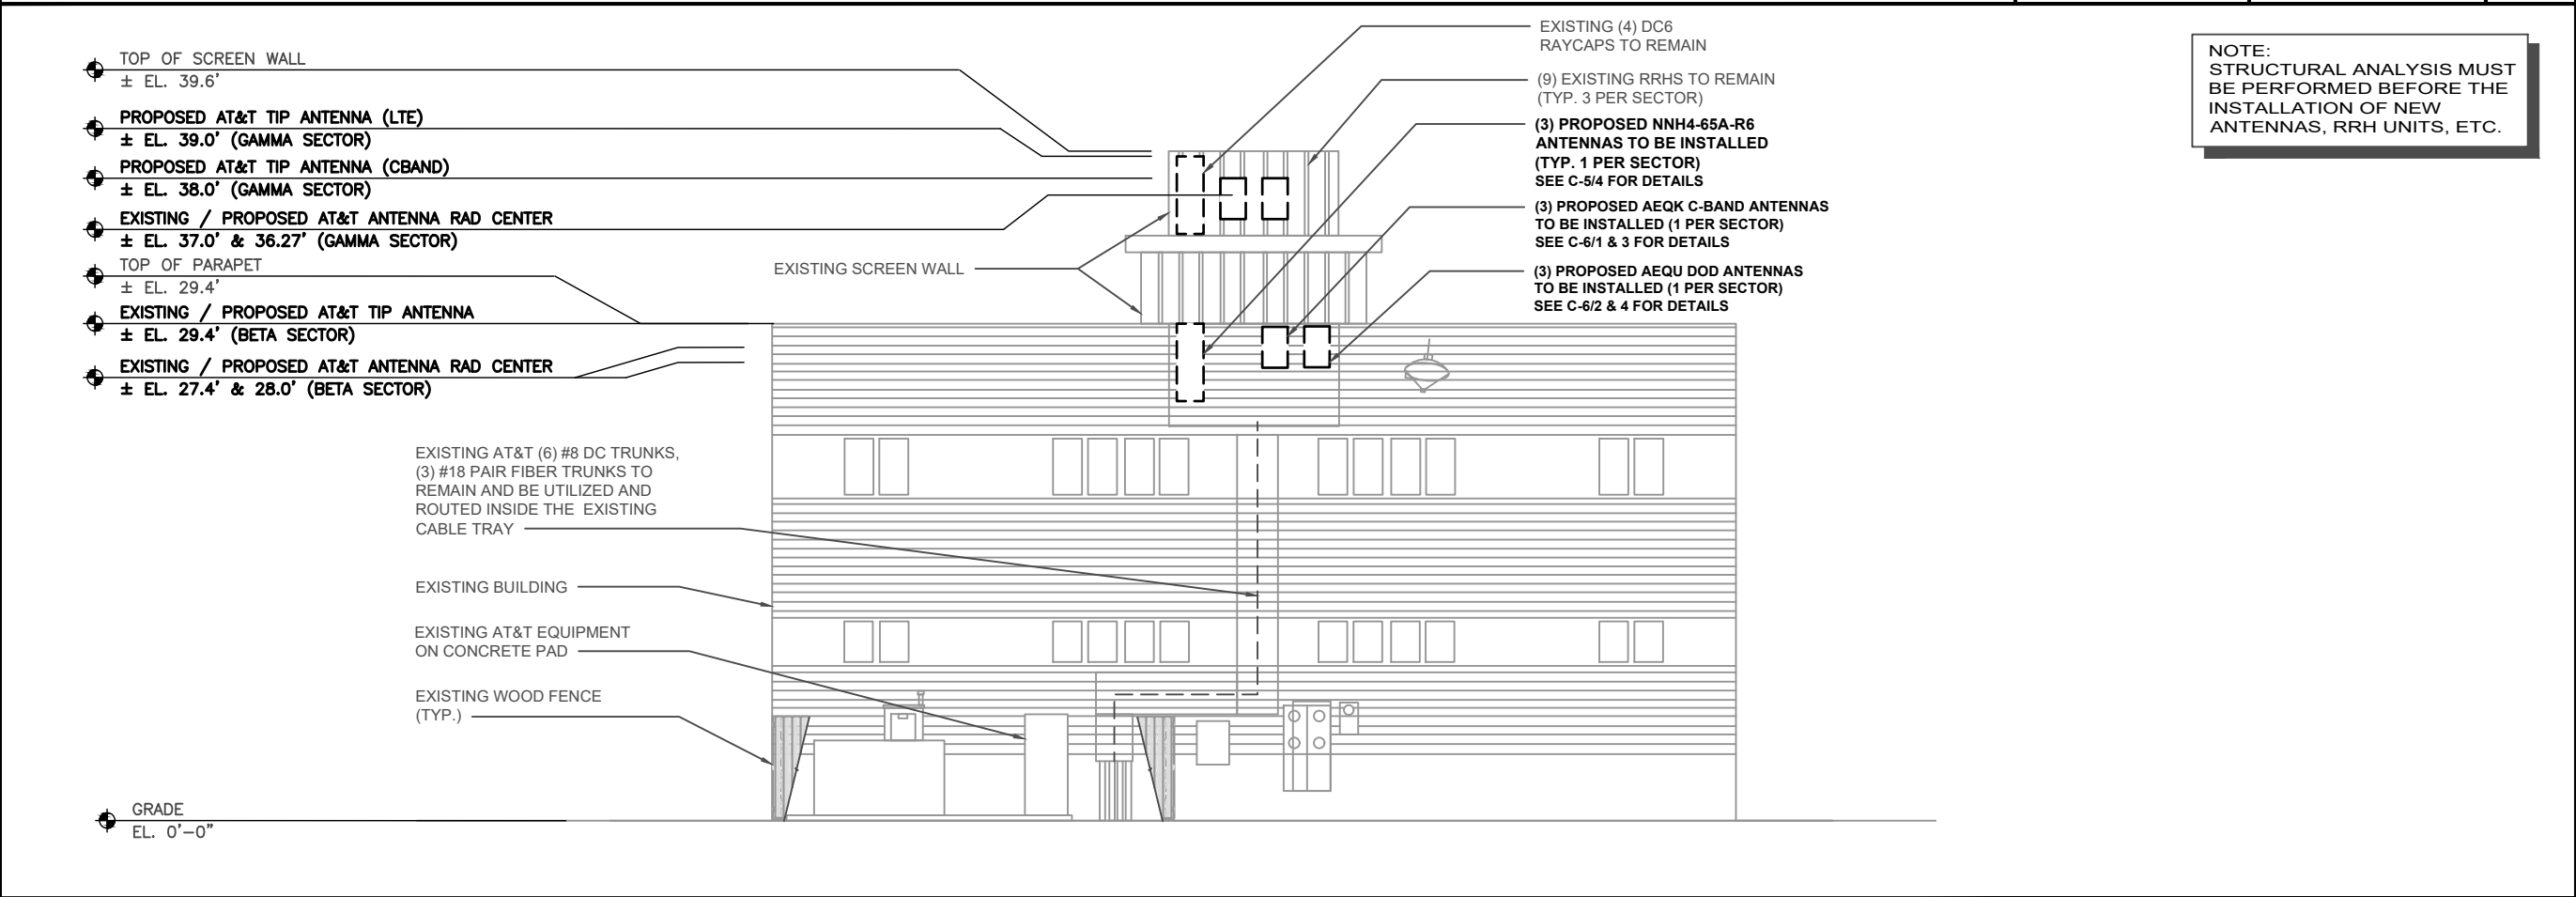 TOP OF SCREEN WALL
± EL. 39.6'
PROPOSED AT&T TIP ANTENNA (LTE)
± EL. 39.0' (GAMMA SECTOR)
PROPOSED AT&T TIP ANTENNA (CBAND)
± EL. 38.0' (GAMMA SECTOR)
EXISTING / PROPOSED AT&T ANTENNA RAD CENTER
± EL. 37.0' & 36.27' (GAMMA SECTOR)
TOP OF PARAPET
± EL. 29.4'
EXISTING / PROPOSED AT&T TIP ANTENNA
± EL. 29.4' (BETA SECTOR)
EXISTING / PROPOSED AT&T ANTENNA RAD CENTER
± EL. 27.4' & 28.0' (BETA SECTOR)
EXISTING SCREEN WALL
EXISTING (4) DC6
RAYCAPS TO REMAIN
(9) EXISTING RRHS TO REMAIN
(TYP. 3 PER SECTOR)
(3) PROPOSED NNH4-65A-R6
ANTENNAS TO BE INSTALLED
(TYP. 1 PER SECTOR)
SEE C-5/4 FOR DETAILS
(3) PROPOSED AEQK C-BAND ANTENNAS
TO BE INSTALLED (1 PER SECTOR)
SEE C-6/1 & 3 FOR DETAILS
(3) PROPOSED AEQU DOD ANTENNAS
TO BE INSTALLED (1 PER SECTOR)
SEE C-6/2 & 4 FOR DETAILS
NOTE:
STRUCTURAL ANALYSIS MUST
BE PERFORMED BEFORE THE
INSTALLATION OF NEW
ANTENNAS, RRH UNITS, ETC.
EXISTING AT&T (6) #8 DC TRUNKS,
(3) #18 PAIR FIBER TRUNKS TO
REMAIN AND BE UTILIZED AND
ROUTED INSIDE THE EXISTING
CABLE TRAY
EXISTING BUILDING
EXISTING AT&T EQUIPMENT
ON CONCRETE PAD
EXISTING WOOD FENCE
(TYP.)
GRADE
EL. 0'-0"